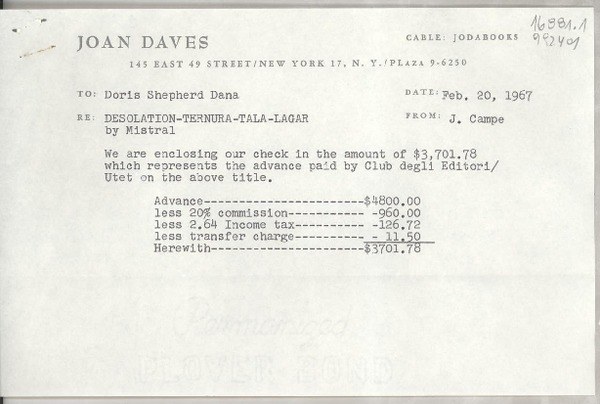 16881.1
992401
JOAN DAVES
CABLE: JODABOOKS
145 EAST 49 STREET/NEW YORK 17, N. Y./PLAZA 9-6250
TO: Doris Shepherd Dana
DATE: Feb. 20, 1967
RE: DESOLATION-TERNURA-TALA-LAGAR
by Mistral
FROM: J. Campe
We are enclosing our check in the amount of $3,701.78
which represents the advance paid by Club degli Editori/
Utet on the above title.
Advance-----------------------$4800.00
less 20% commission----------- -960.00
less 2.64 Income tax---------- -126.72
less transfer charge---------- - 11.50
Herewith----------------------$3701.78
Permanized
PLOVER BOND